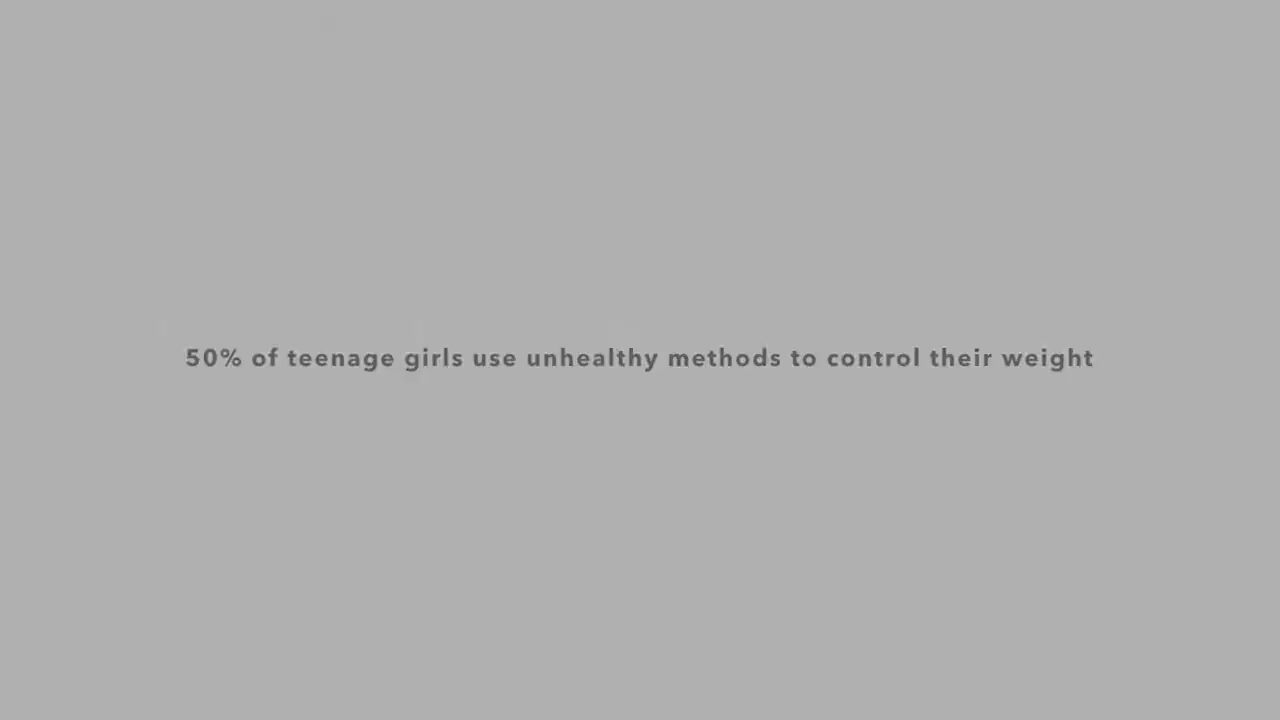 50% of teenage girls use unhealthy methods to control their weight